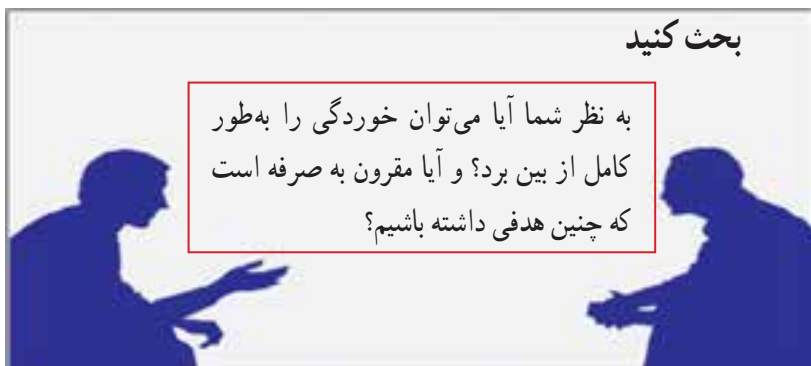 بحث کنید
به نظر شما آیا می‌توان خوردگی را به‌طور
کامل از بین برد؟ و آیا مقرون به صرفه است
که چنین هدفی داشته باشیم؟